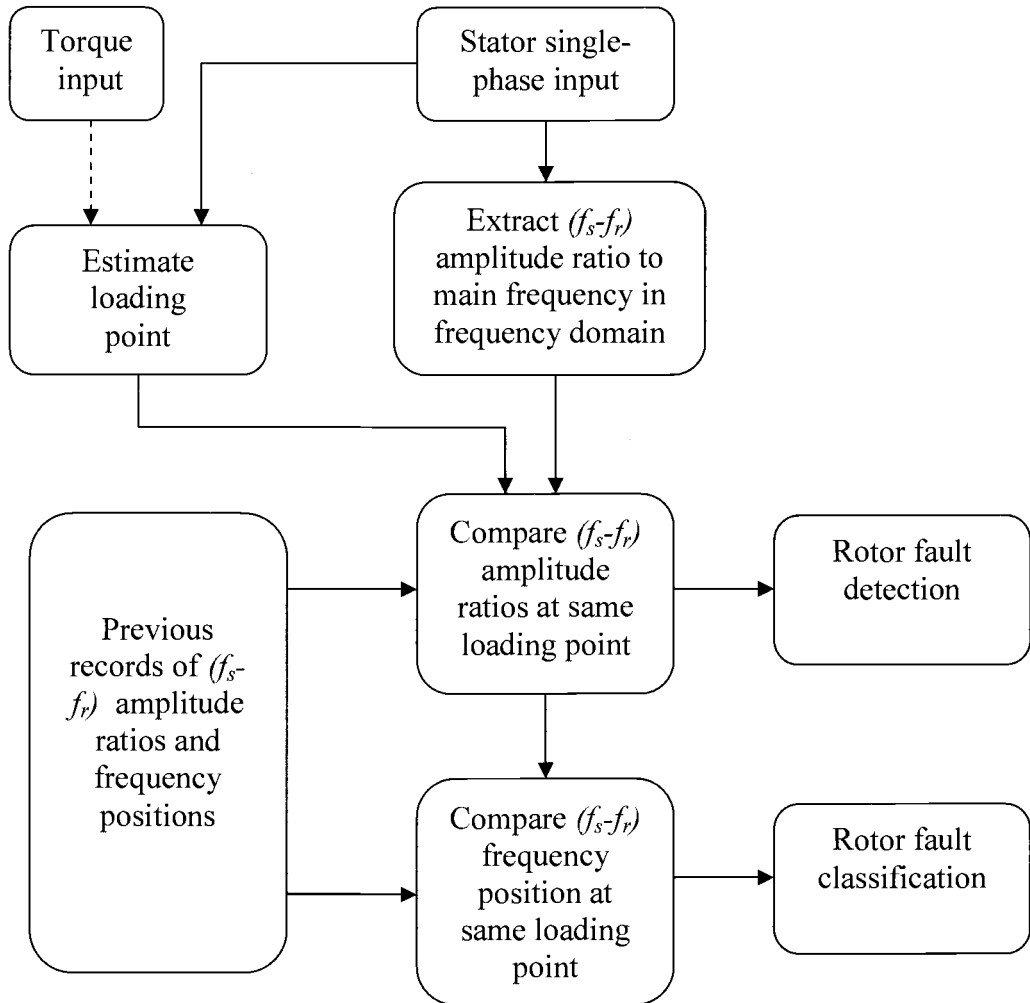 Torque
input
Stator single-
phase input
Estimate
loading
point
Extract (fs-fr)
amplitude ratio to
main frequency in
frequency domain
Previous
records of (fs-
fr) amplitude
ratios and
frequency
positions
Compare (fs-fr)
amplitude
ratios at same
loading point
Rotor fault
detection
Compare (fs-fr)
frequency
position at
same loading
point
Rotor fault
classification